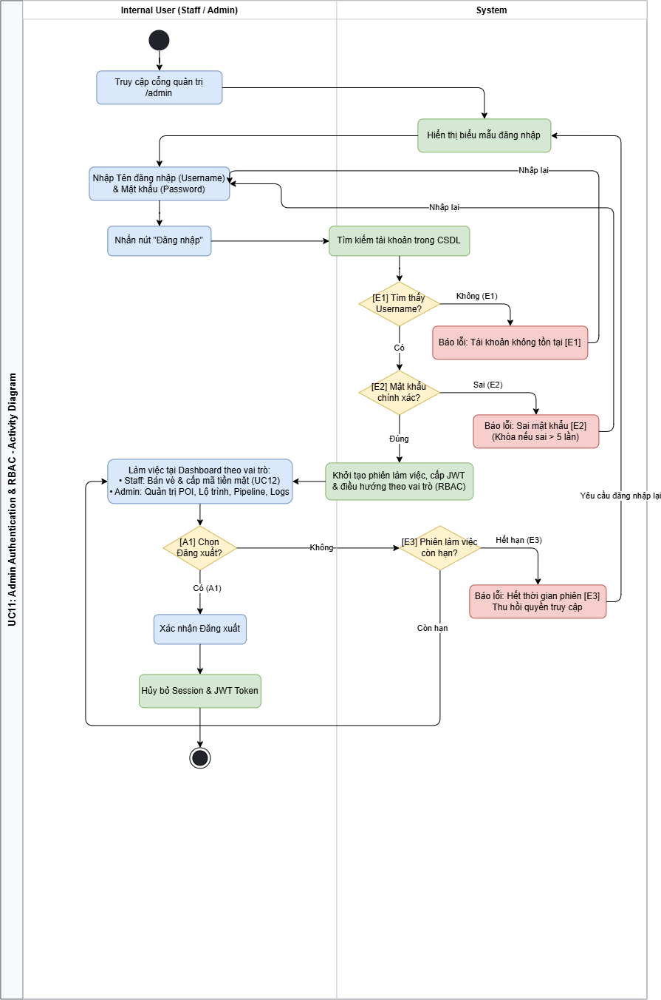 Internal User (Staff / Admin)
System
UC11: Admin Authentication & RBAC - Activity Diagram
Truy cập cổng quản trị
/admin
Hiển thị biểu mẫu đăng nhập
Nhập Tên đăng nhập (Username)
& Mật khẩu (Password)
Nhập lại
Nhập lại
Nhấn nút "Đăng nhập"
Tìm kiếm tài khoản trong CSDL
[E1] Tìm thấy
Username?
Không (E1)
Báo lỗi: Tài khoản không tồn tại [E1]
Có
[E2] Mật khẩu
chính xác?
Sai (E2)
Báo lỗi: Sai mật khẩu [E2]
(Khóa nếu sai > 5 lần)
Đúng
Làm việc tại Dashboard theo vai trò:
• Staff: Bán vé & cấp mã tiền mặt (UC12)
• Admin: Quản trị POI, Lộ trình, Pipeline, Logs
Khởi tạo phiên làm việc, cấp JWT
& điều hướng theo vai trò (RBAC)
Yêu cầu đăng nhập lại
[A1] Chọn
Đăng xuất?
Không
[E3] Phiên làm việc
còn hạn?
Hết hạn (E3)
Có (A1)
Báo lỗi: Hết thời gian phiên [E3]
Thu hồi quyền truy cập
Xác nhận Đăng xuất
Còn hạn
Hủy bỏ Session & JWT Token